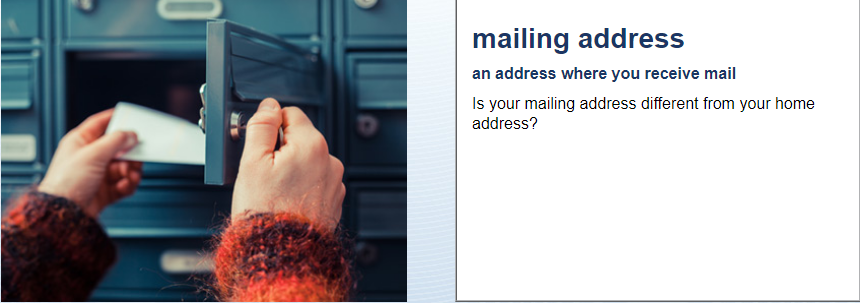 mailing address
an address where you receive mail
Is your mailing address different from your home
address?